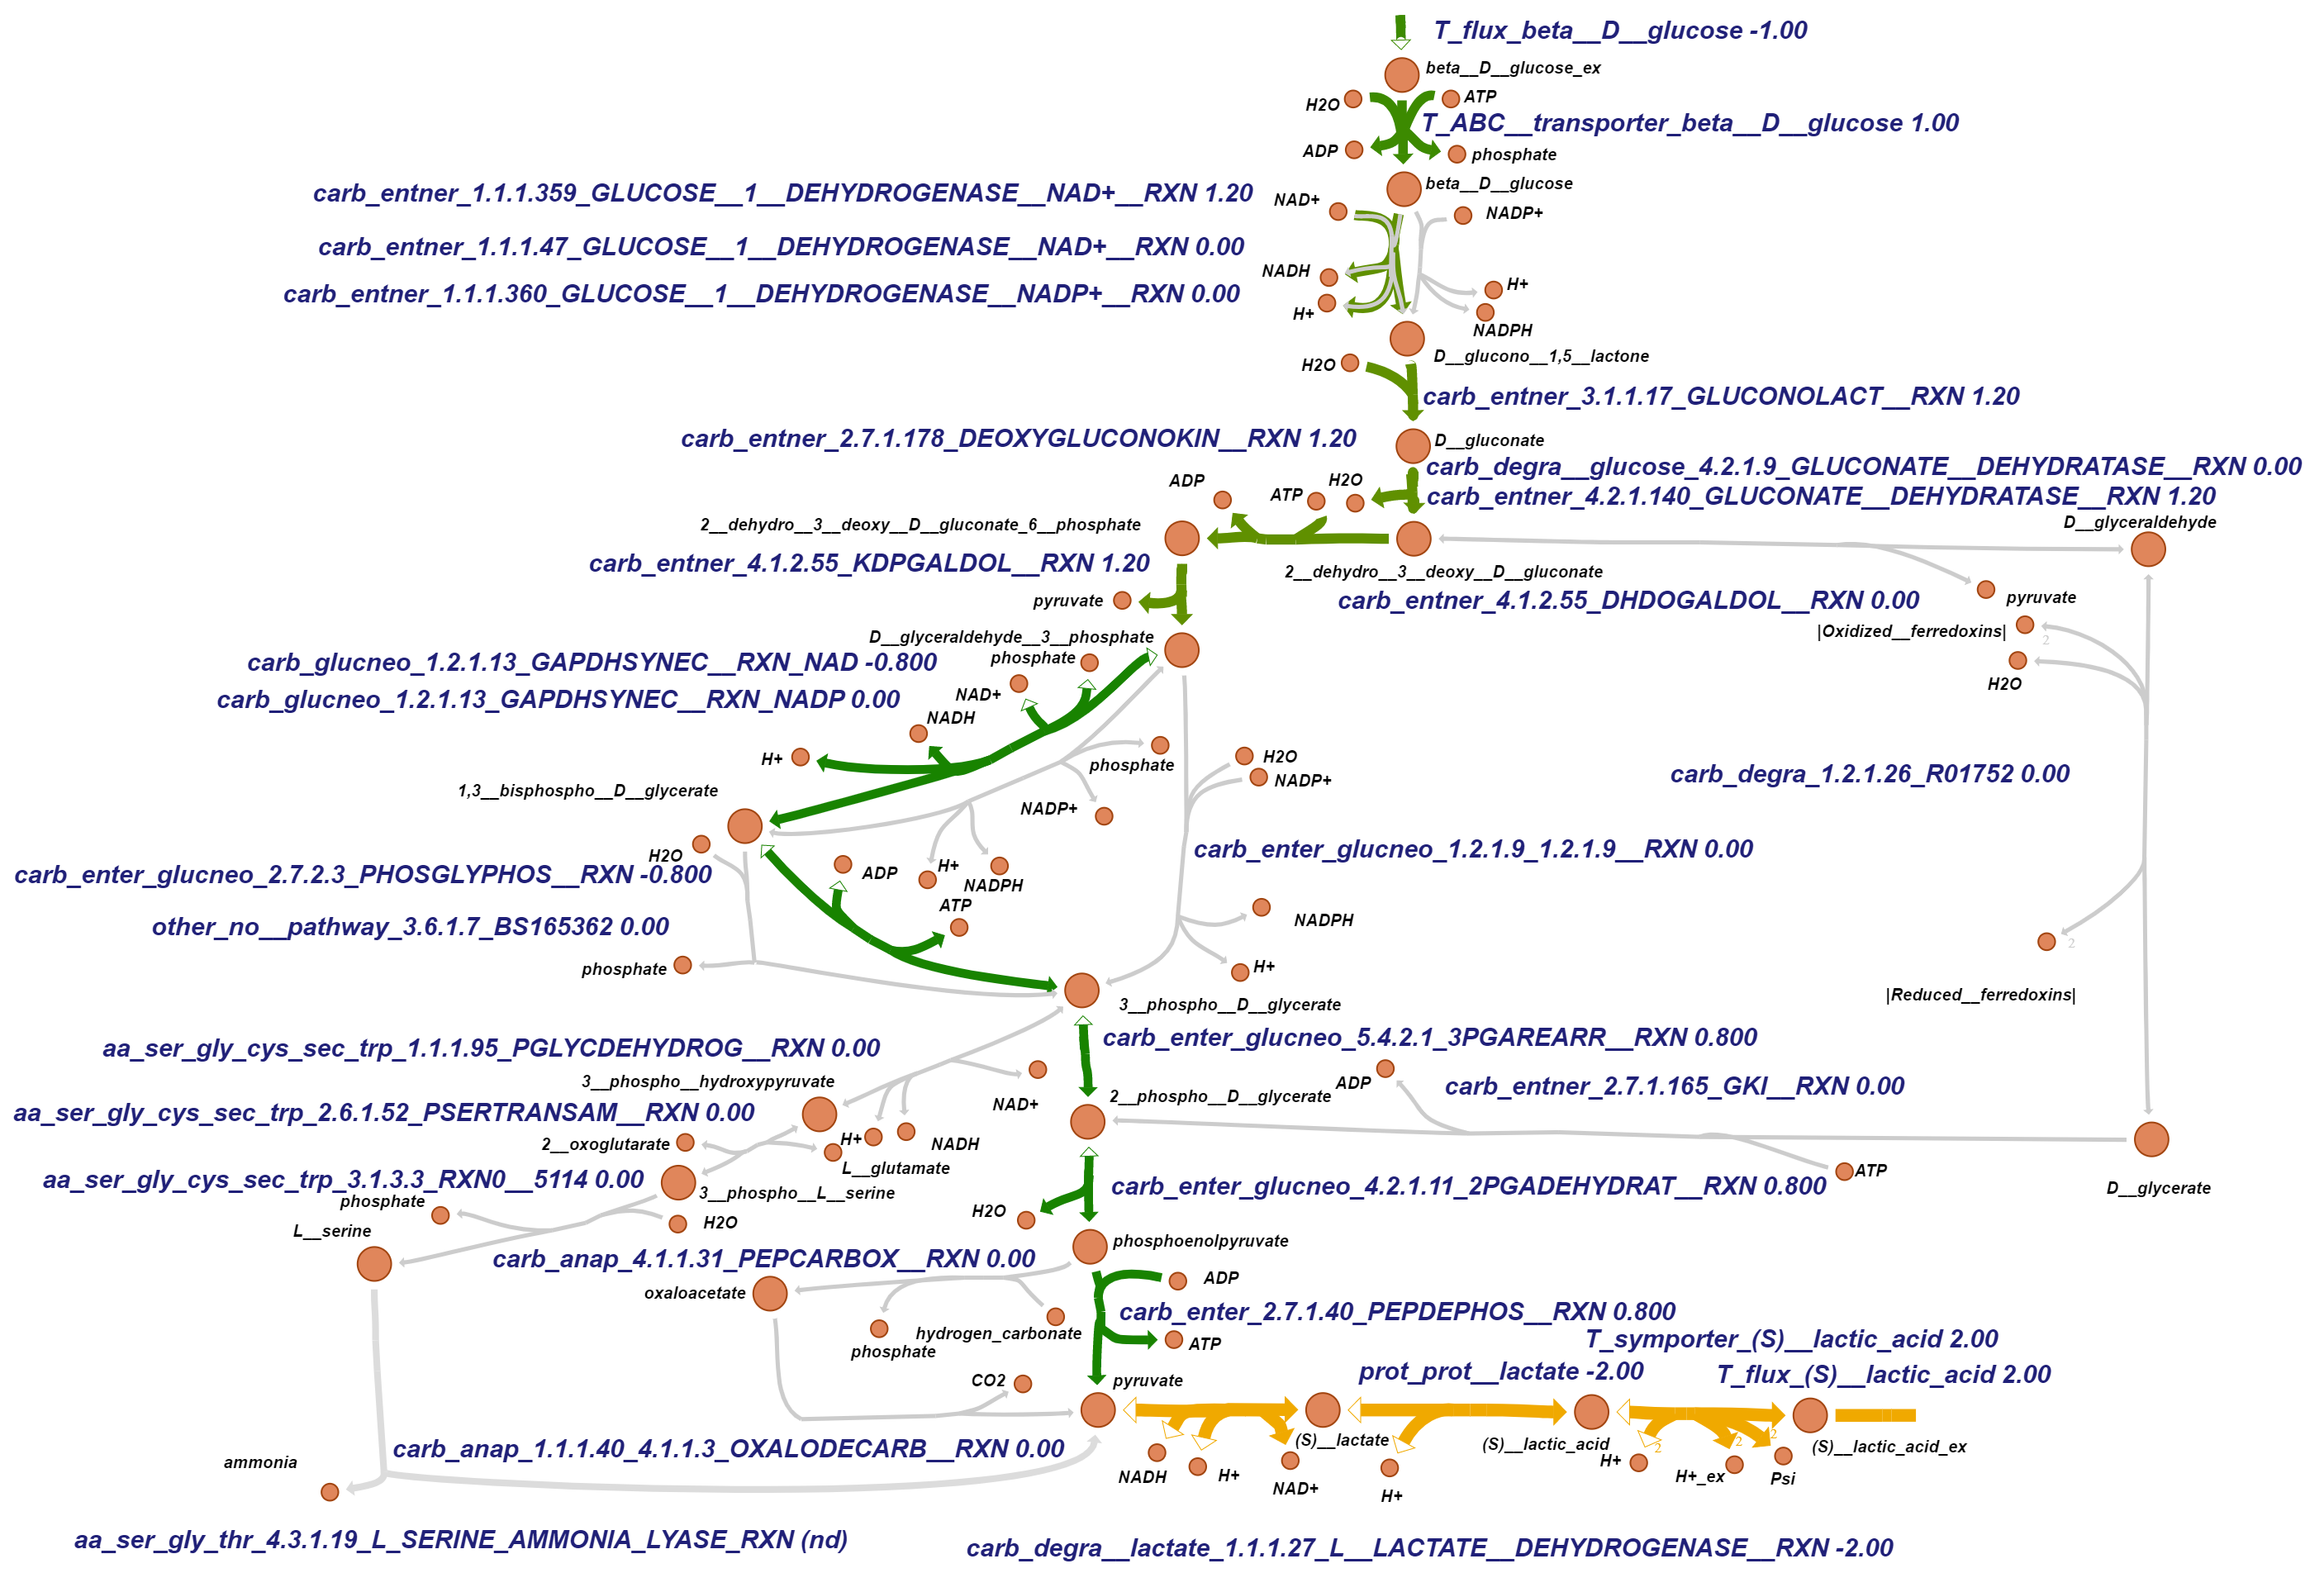 T_flux_beta__D__glucose -1.00
beta__D__glucose_ex
H2O
ATP
T_ABC__transporter_beta__D__glucose 1.00
ADP
phosphate
beta__D__glucose
carb_entner_1.1.1.359_GLUCOSE__1__DEHYDROGENASE__NAD+__RXN 1.20
NAD+
NADP+
carb_entner_1.1.1.47_GLUCOSE__1__DEHYDROGENASE__NAD+__RXN 0.00
NADH
H+
carb_entner_1.1.1.360_GLUCOSE__1__DEHYDROGENASE__NADP+__RXN 0.00
H+
NADPH
D__glucono__1,5__lactone
H2O
carb_entner_3.1.1.17_GLUCONOLACT__RXN 1.20
carb_entner_2.7.1.178_DEOXYGLUCONOKIN__RXN 1.20
D__gluconate
carb_degra__glucose_4.2.1.9_GLUCONATE__DEHYDRATASE__RXN 0.00
ADP
ATP
H2O
carb_entner_4.2.1.140_GLUCONATE__DEHYDRATASE__RXN 1.20
2__dehydro__3__deoxy__D__gluconate_6__phosphate
D__glyceraldehyde
carb_entner_4.1.2.55_KDPGALDOL__RXN 1.20
2__dehydro__3__deoxy__D__gluconate
pyruvate
carb_entner_4.1.2.55_DHDOGALDOL__RXN 0.00
pyruvate
|Oxidized__ferredoxins|
2
D__glyceraldehyde__3__phosphate
carb_glucneo_1.2.1.13_GAPDHSYNEC__RXN_NAD -0.800
phosphate
H2O
carb_glucneo_1.2.1.13_GAPDHSYNEC__RXN_NADP 0.00
NAD+
NADH
H+
phosphate
H2O
NADP+
carb_degra_1.2.1.26_R01752 0.00
1,3__bisphospho__D__glycerate
NADP+
H2O
carb_enter_glucneo_1.2.1.9_1.2.1.9__RXN 0.00
carb_enter_glucneo_2.7.2.3_PHOSGLYPHOS__RXN -0.800
ADP
H+
NADPH
ATP
NADPH
other_no__pathway_3.6.1.7_BS165362 0.00
2
phosphate
H+
|Reduced__ferredoxins|
3__phospho__D__glycerate
aa_ser_gly_cys_sec_trp_1.1.1.95_PGLYCDEHYDROG__RXN 0.00
carb_enter_glucneo_5.4.2.1_3PGAREARR__RXN 0.800
3__phospho__hydroxypyruvate
ADP
carb_entner_2.7.1.165_GKI__RXN 0.00
NAD+
2__phospho__D__glycerate
aa_ser_gly_cys_sec_trp_2.6.1.52_PSERTRANSAM__RXN 0.00
2__oxoglutarate
H+
NADH
L__glutamate
ATP
aa_ser_gly_cys_sec_trp_3.1.3.3_RXN0__5114 0.00
3__phospho__L__serine
carb_enter_glucneo_4.2.1.11_2PGADEHYDRAT__RXN 0.800
D__glycerate
phosphate
H2O
H2O
L__serine
phosphoenolpyruvate
carb_anap_4.1.1.31_PEPCARBOX__RXN 0.00
ADP
oxaloacetate
carb_enter_2.7.1.40_PEPDEPHOS__RXN 0.800
hydrogen_carbonate
phosphate
ATP
T_symporter_(S)__lactic_acid 2.00
prot_prot__lactate -2.00
T_flux_(S)__lactic_acid 2.00
CO2
pyruvate
(S)__lactate
(S)__lactic_acid
2
2
2
(S)__lactic_acid_ex
carb_anap_1.1.1.40_4.1.1.3_OXALODECARB__RXN 0.00
ammonia
NADH
H+
NAD+
H+
H+
H+_ex
Psi
aa_ser_gly_thr_4.3.1.19_L_SERINE_AMMONIA_LYASE_RXN (nd)
carb_degra__lactate_1.1.1.27_L__LACTATE__DEHYDROGENASE__RXN -2.00